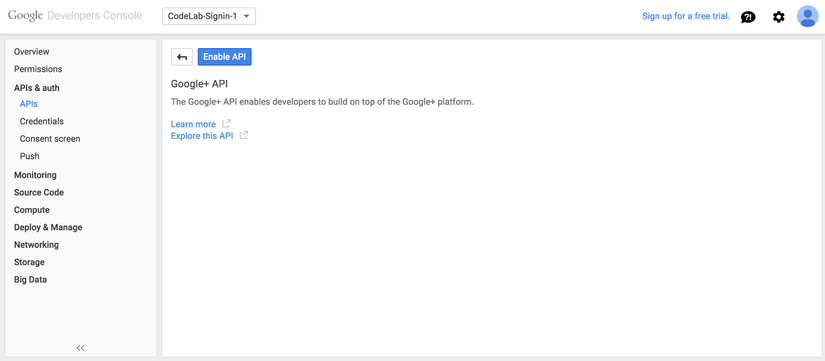 Google Developers Console
CodeLab-Signin-1
Sign up for a free trial.
?!
Overview
Permissions
APIs & auth
APIs
Credentials
Consent screen
Push
Monitoring
Source Code
Compute
Deploy & Manage
Networking
Storage
Big Data
Enable API
Google+ API
The Google+ API enables developers to build on top of the Google+ platform.
Learn more
Explore this API